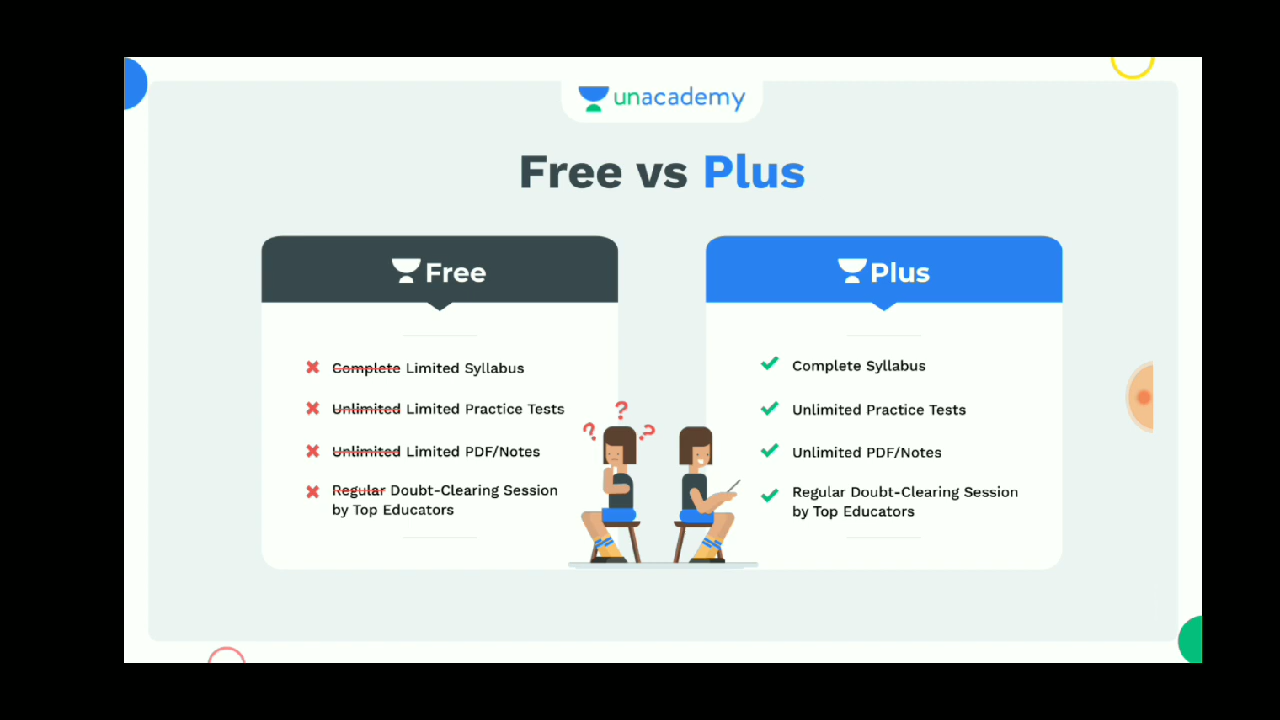 unacademy
Free vs Plus
Free
Complete Limited Syllabus
Unlimited Limited Practice Tests
Unlimited Limited PDF/Notes
Regular Doubt-Clearing Session
by Top Educators
? ? ?
Plus
Complete Syllabus
Unlimited Practice Tests
Unlimited PDF/Notes
Regular Doubt-Clearing Session
by Top Educators